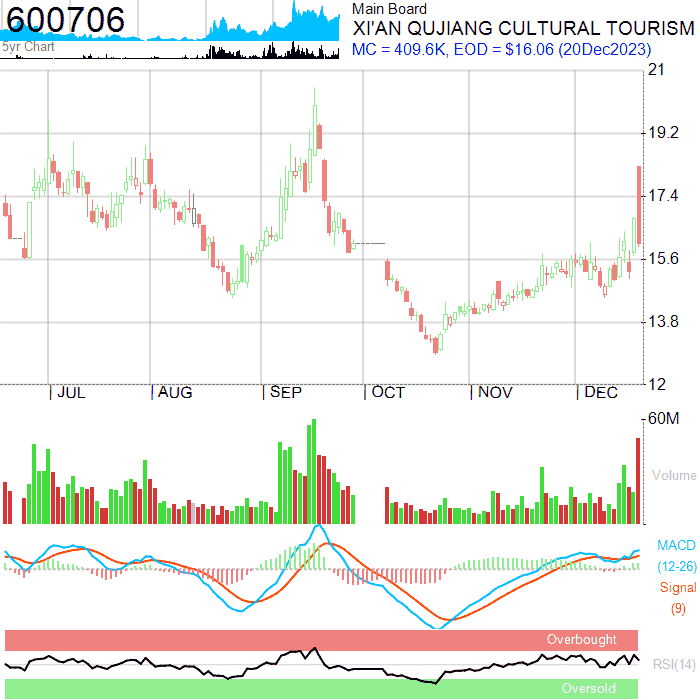 600706
5yr Chart
Main Board
XI'AN QUJIANG CULTURAL TOURISM
MC = 409.6K, EOD = $16.06 (20Dec2023)
21
19.2
17.4
15.6
13.8
12
JUL AUG SEP OCT NOV DEC
60M
Volume
MACD
(12-26)
Signal
(9)
Overbought
RSI(14)
Oversold